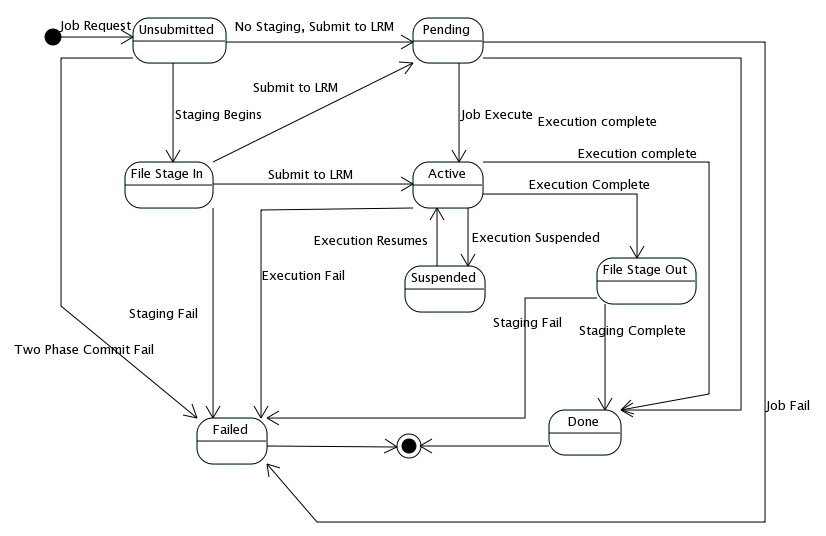 Job Request
Unsubmitted
No Staging, Submit to LRM
Pending
Submit to LRM
Staging Begins
Job Execute
Execution complete
Execution complete
File Stage In
Submit to LRM
Active
Execution Complete
Execution Resumes
Execution Suspended
Execution Fail
Suspended
File Stage Out
Staging Fail
Staging Fail
Staging Complete
Two Phase Commit Fail
Job Fail
Failed
Done